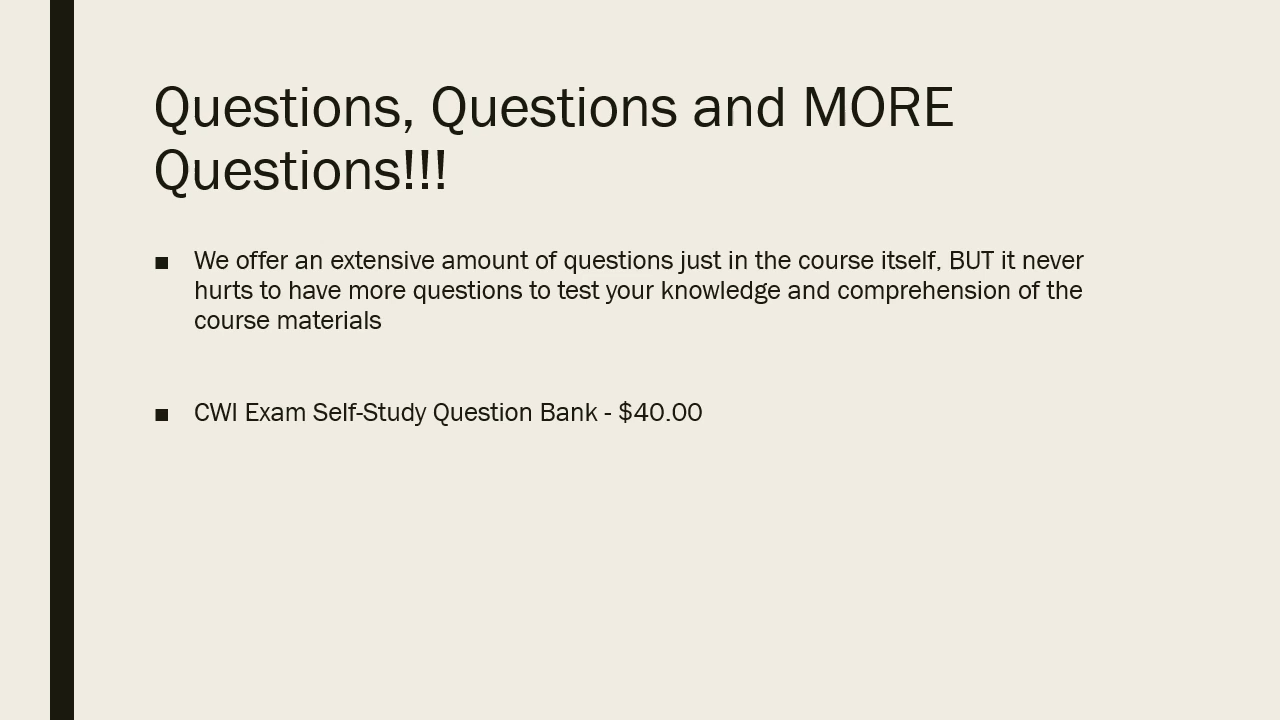 Questions, Questions and MORE
Questions!!!
■ We offer an extensive amount of questions just in the course itself, BUT it never
hurts to have more questions to test your knowledge and comprehension of the
course materials
■ CWI Exam Self-Study Question Bank - $40.00